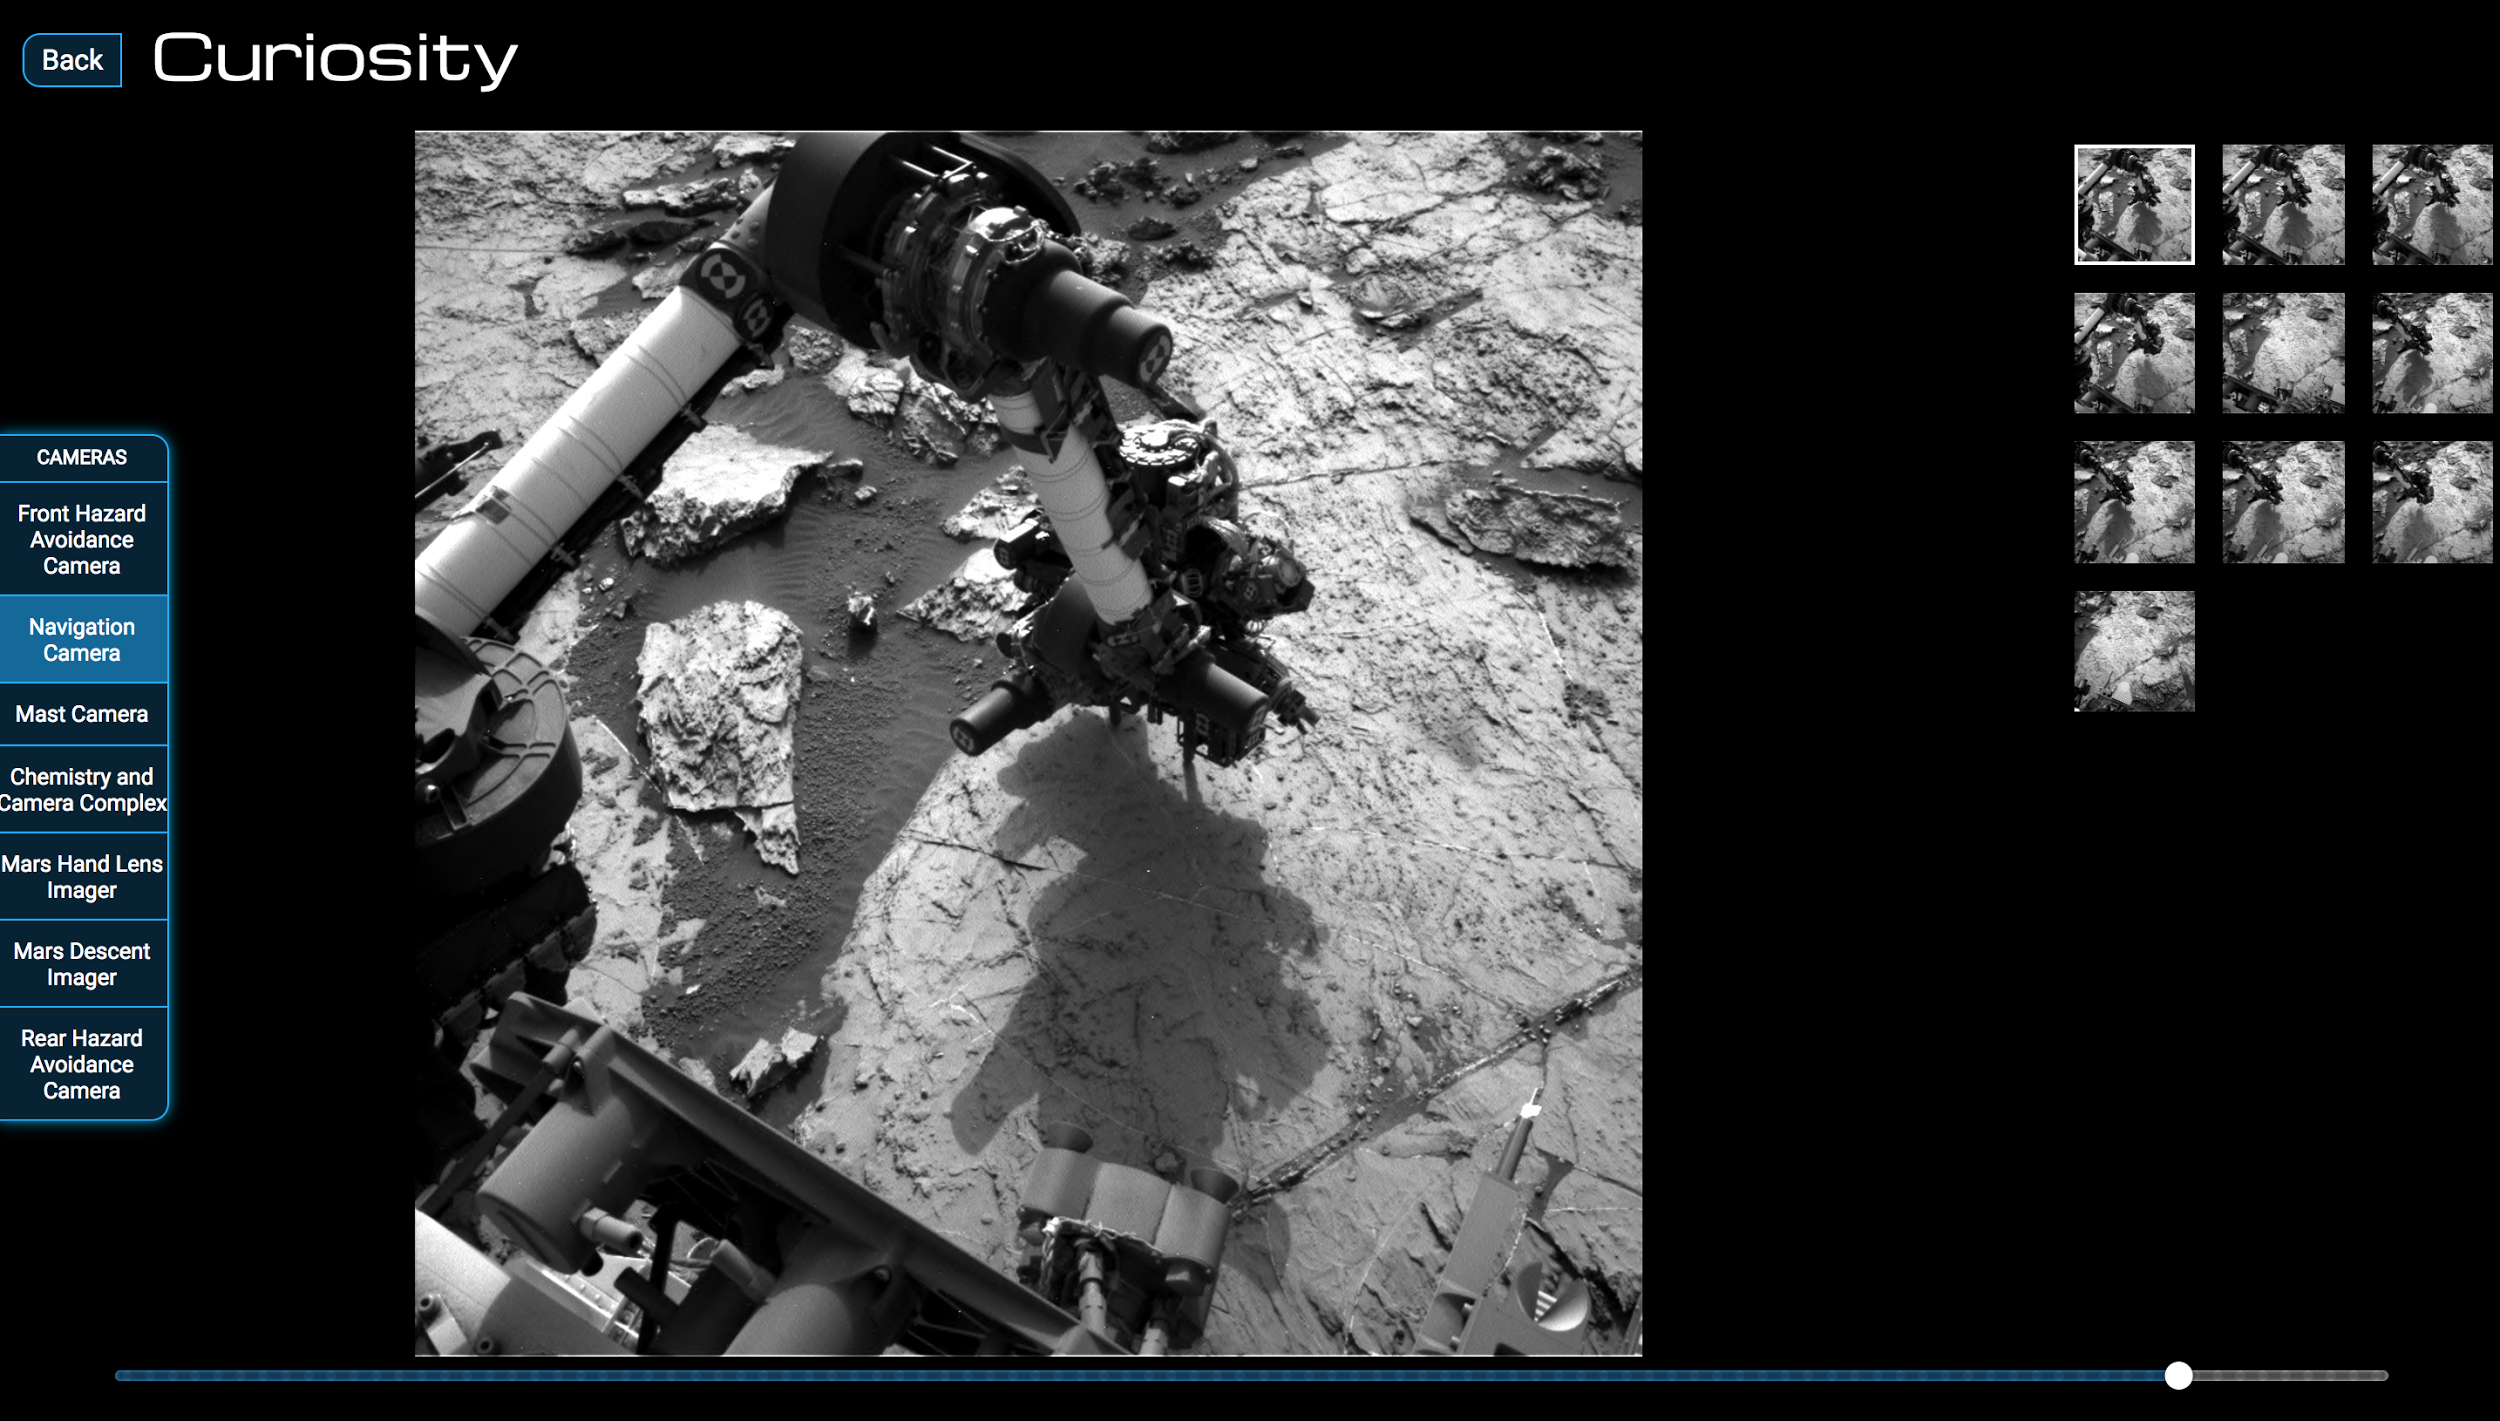 Back
Curiosity
CAMERAS
Front Hazard
Avoidance
Camera
Navigation
Camera
Mast Camera
Chemistry and
Camera Complex
Mars Hand Lens
Imager
Mars Descent
Imager
Rear Hazard
Avoidance
Camera